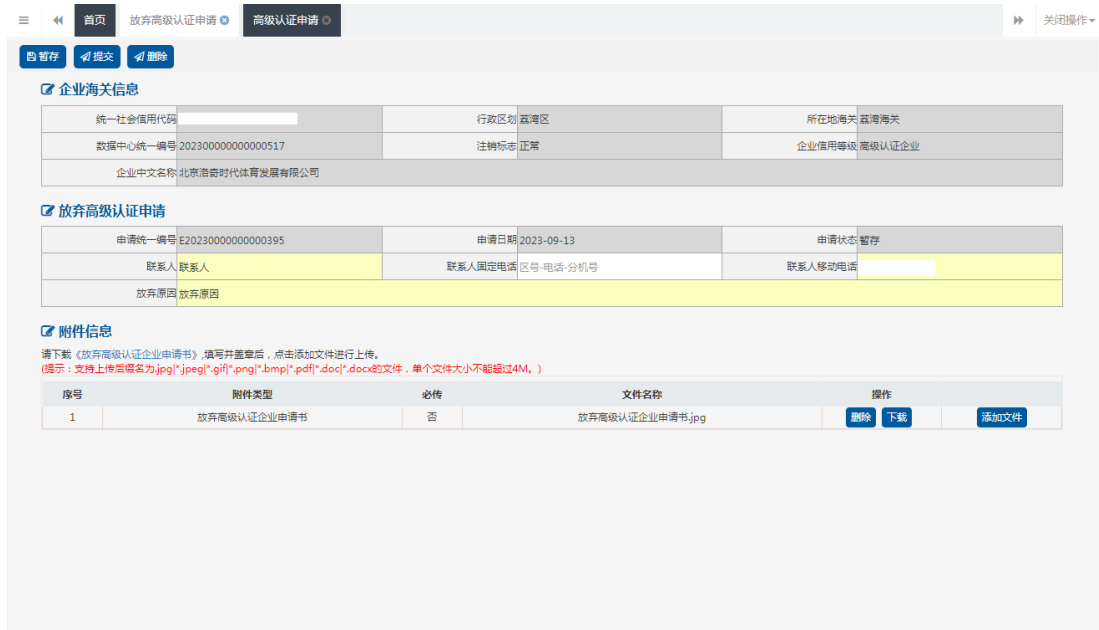 首页 放弃高级认证申请 高级认证申请 关闭操作
暂存 提交 删除
企业海关信息
统一社会信用代码 行政区划 荔湾区 所在地海关 荔湾海关
数据中心统一编号 202300000000000517 注销标志 正常 企业信用等级 高级认证企业
企业中文名称 北京洛奇时代体育发展有限公司
放弃高级认证申请
申请统一编号 E20230000000000395 申请日期 2023-09-13 申请状态 暂存
联系人 联系人 联系人固定电话 区号-电话-分机号 联系人移动电话
放弃原因 放弃原因
附件信息
请下载《放弃高级认证企业申请书》,填写并盖章后，点击添加文件进行上传。
(提示：支持上传后缀名为.jpg|*.jpeg|*.gif|*.png|*.bmp|*.pdf|*.doc|*.docx的文件，单个文件大小不能超过4M。)
序号 附件类型 必传 文件名称 操作
1 放弃高级认证企业申请书 否 放弃高级认证企业申请书.jpg 删除 下载 添加文件